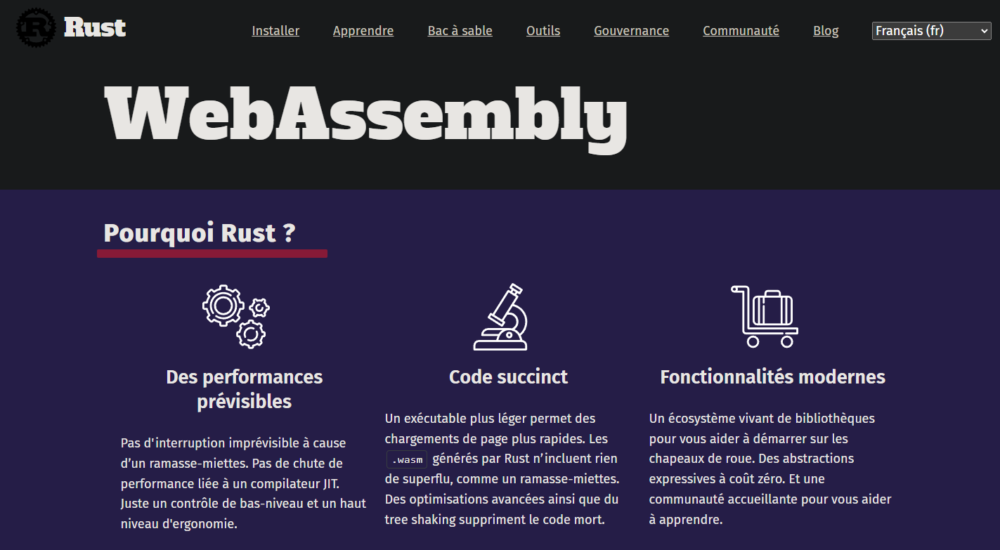 Rust
Installer
Apprendre
Bac à sable
Outils
Gouvernance
Communauté
Blog
Français (fr)
WebAssembly
Pourquoi Rust ?
Des performances
prévisibles
Pas d'interruption imprévisible à cause
d’un ramasse-miettes. Pas de chute de
performance liée à un compilateur JIT.
Juste un contrôle de bas-niveau et un haut
niveau d'ergonomie.
Code succinct
Un exécutable plus léger permet des
chargements de page plus rapides. Les
.wasm générés par Rust n’incluent rien
de superflu, comme un ramasse-miettes.
Des optimisations avancées ainsi que du
tree shaking suppriment le code mort.
Fonctionnalités modernes
Un écosystème vivant de bibliothèques
pour vous aider à démarrer sur les
chapeaux de roue. Des abstractions
expressives à coût zéro. Et une
communauté accueillante pour vous aider
à apprendre.